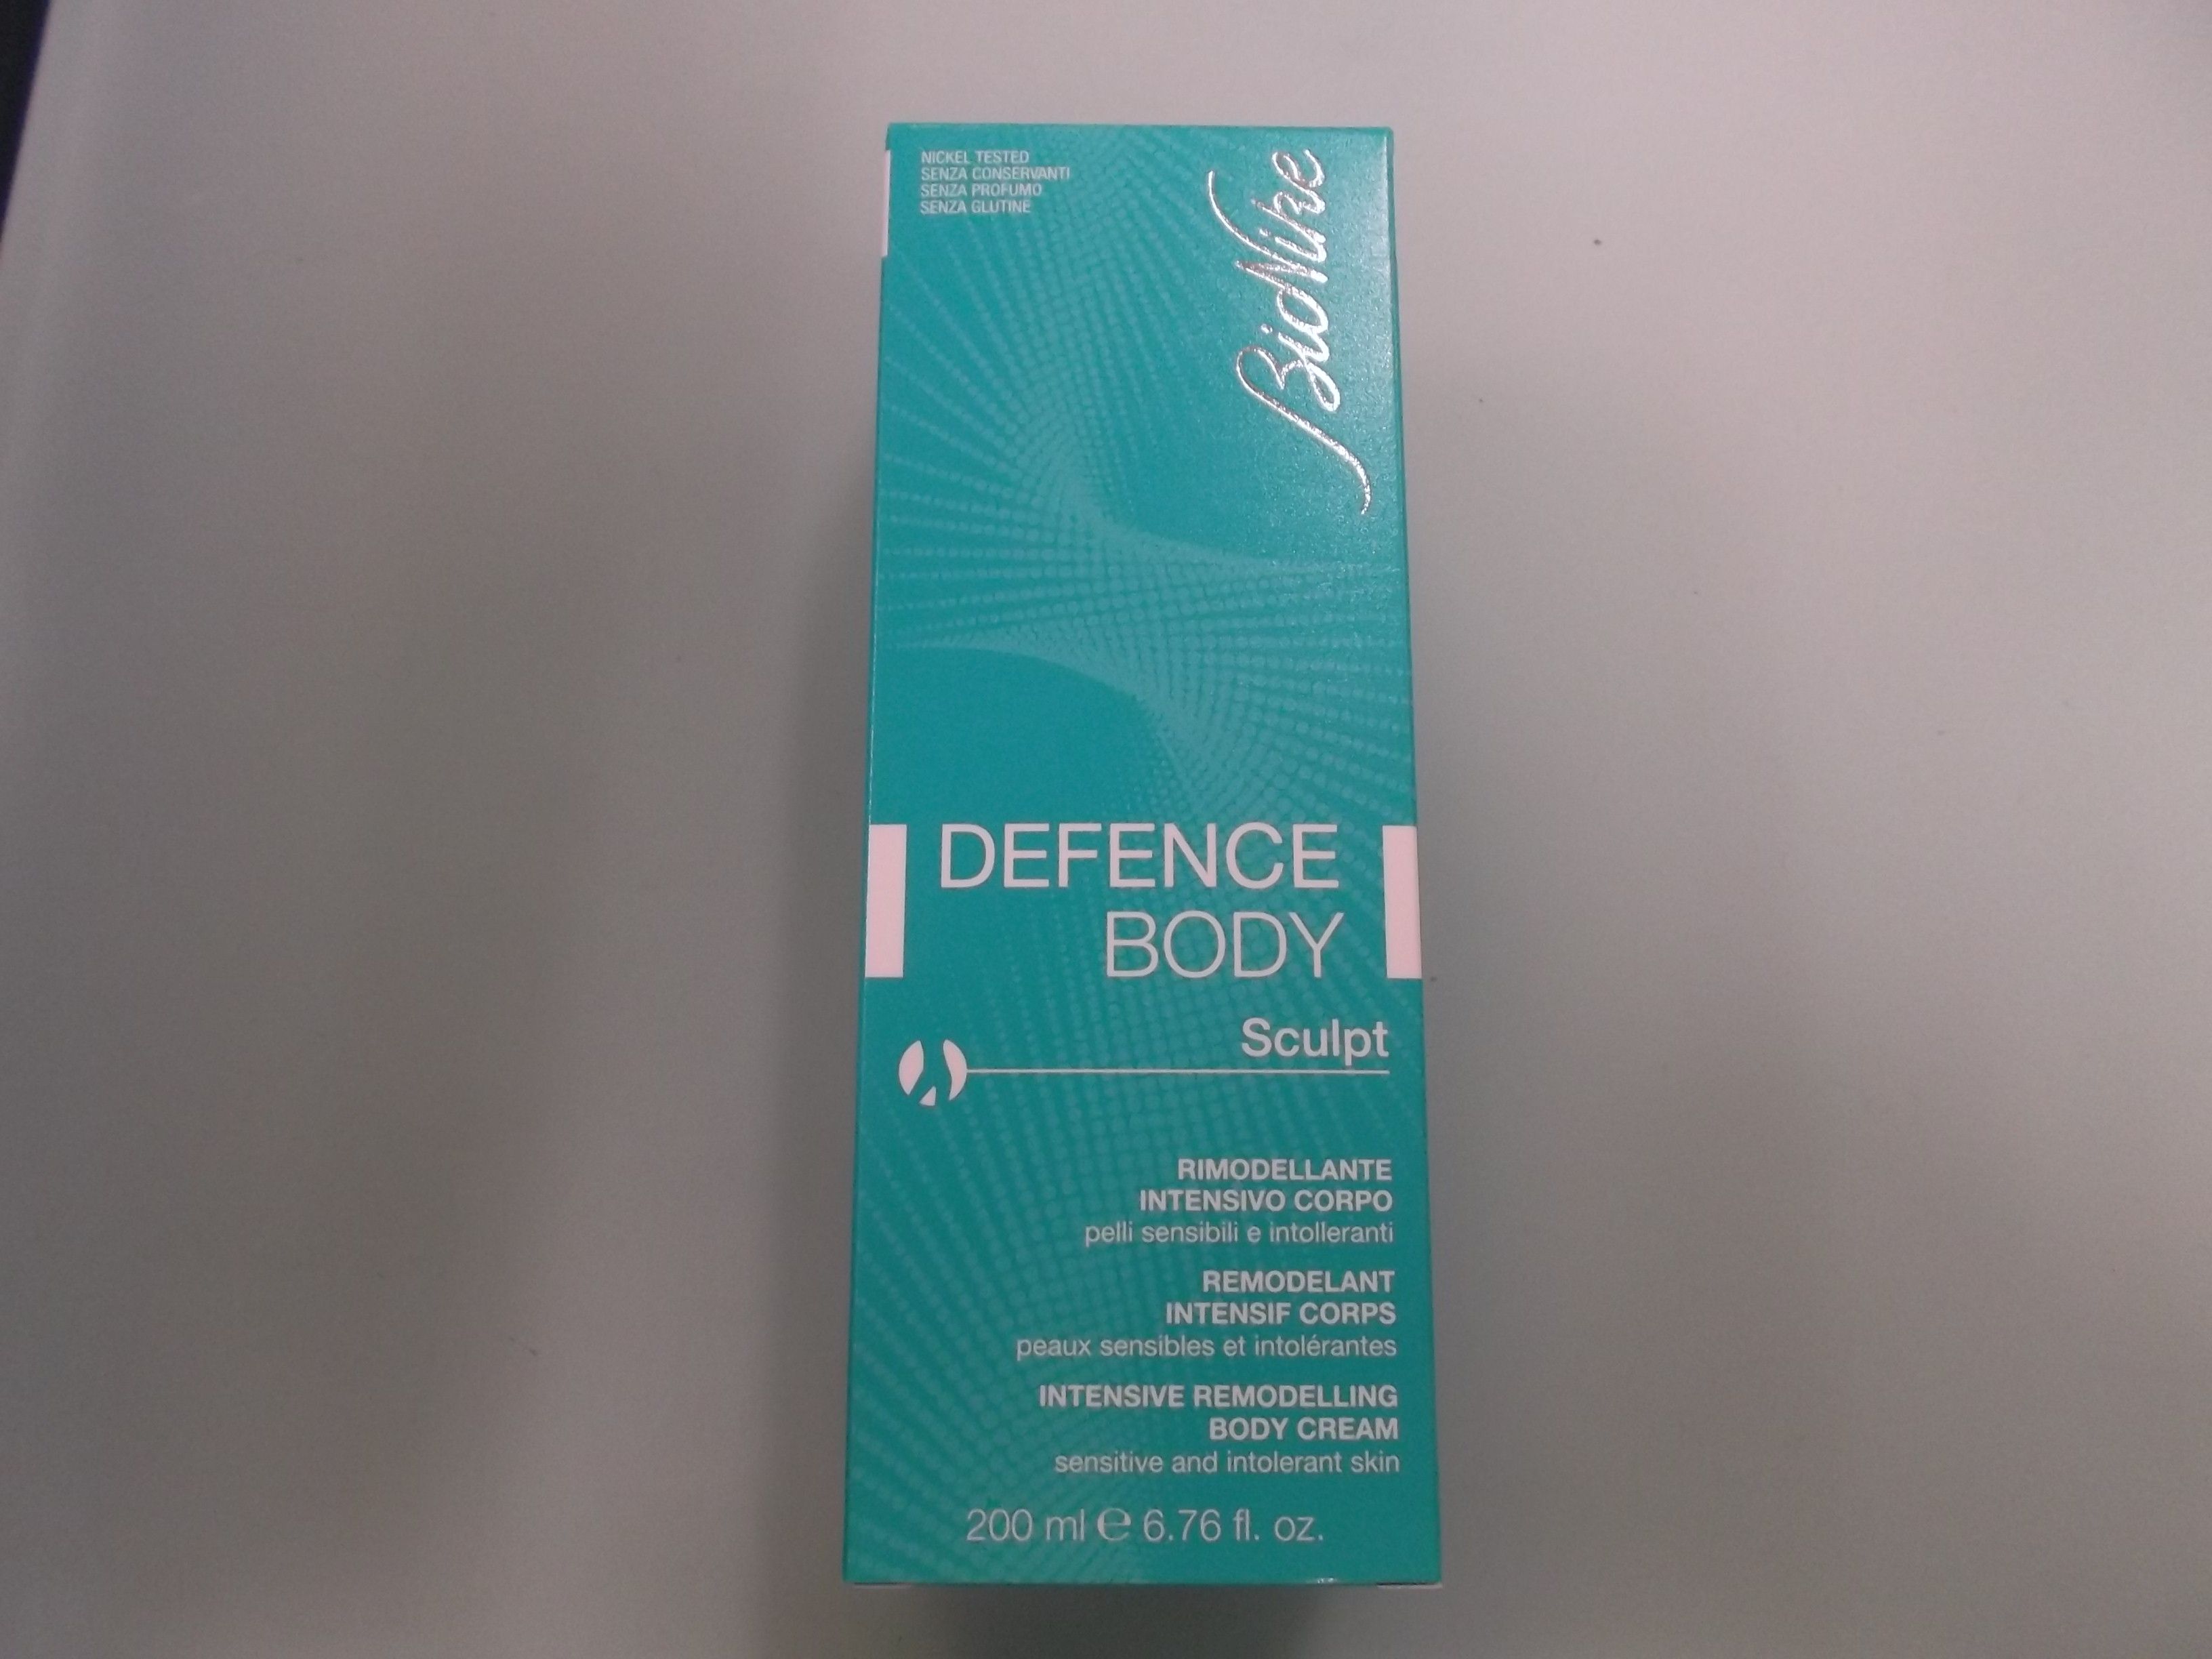 NICKEL TESTED
SENZA CONSERVANTI
SENZA PROFUMO
SENZA GLUTINE
BioNike
DEFENCE
BODY
Sculpt
RIMODELLANTE
INTENSIVO CORPO
pelli sensibili e intolleranti
REMODELANT
INTENSIF CORPS
peaux sensibles et intolérantes
INTENSIVE REMODELLING
BODY CREAM
sensitive and intolerant skin
200 ml ℮ 6.76 fl. oz.